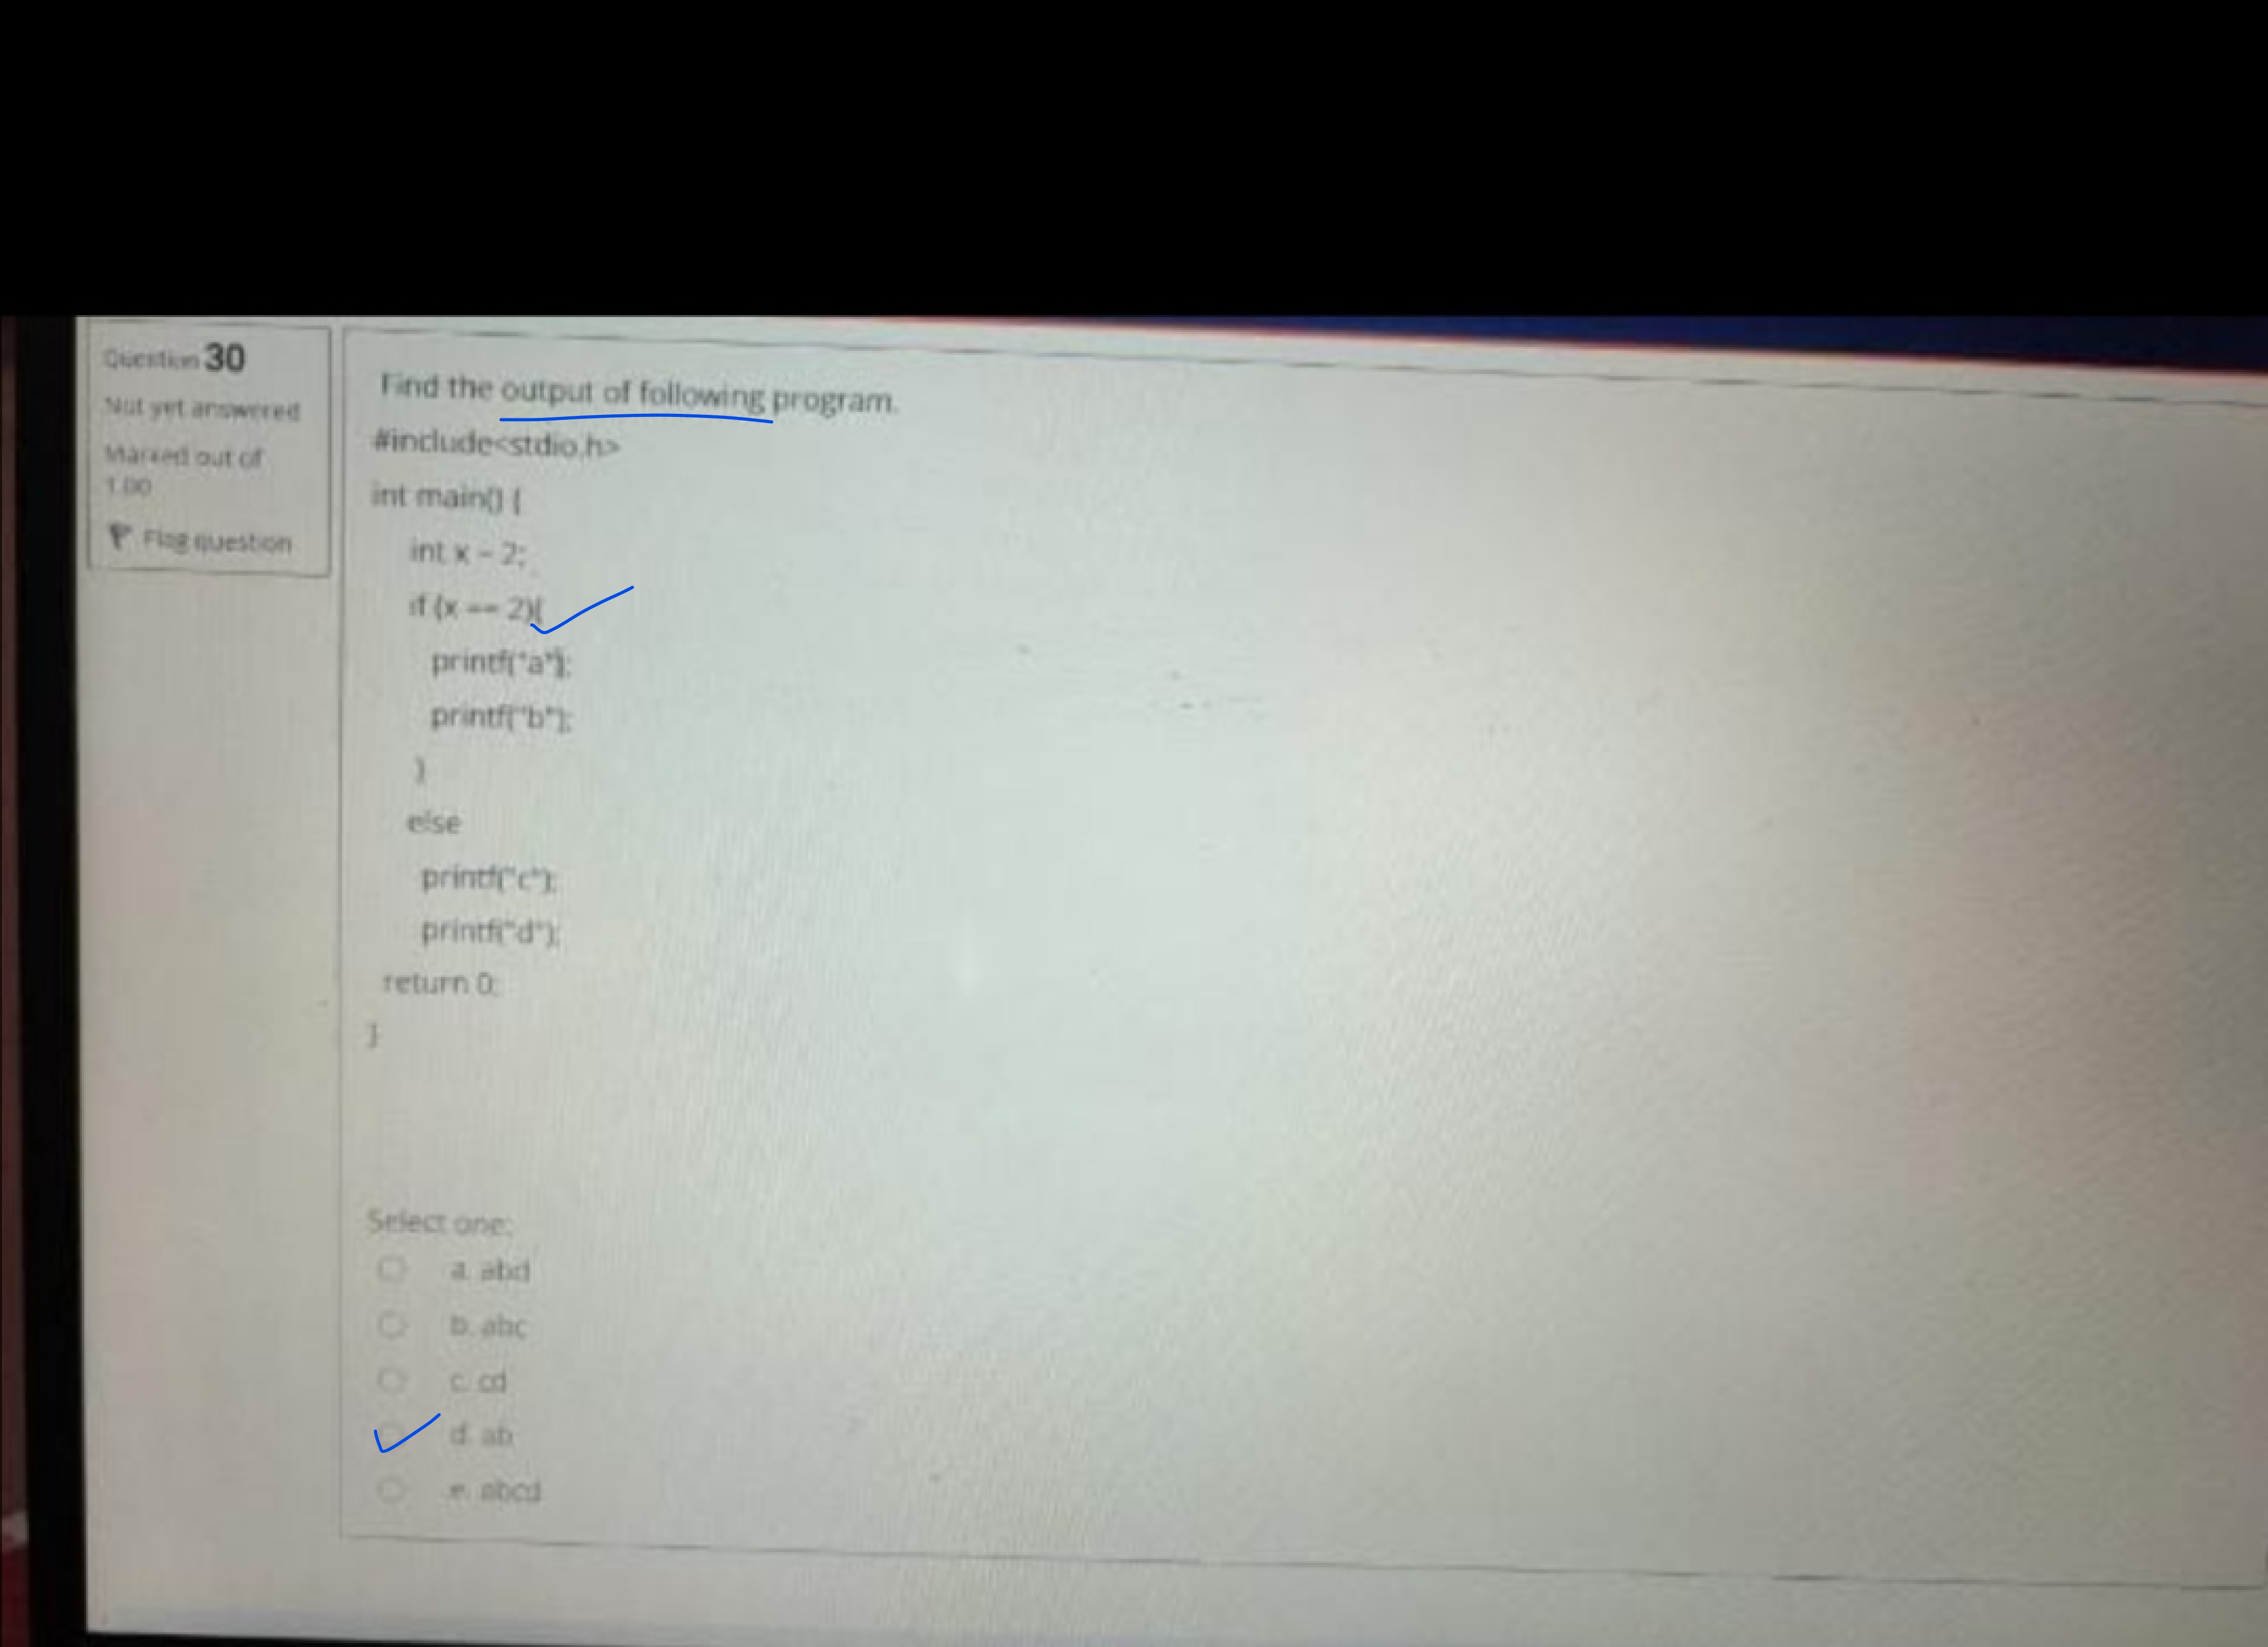 Question 30
Not yet answered
Marked out of
1.00
Flag question
Find the output of following program.
#include<stdio.h>
int main() {
int x = 2;
if (x == 2){
printf("a");
printf("b");
}
else
printf("c");
printf("d");
return 0;
}
Select one:
a. abd
b. abc
c. cd
d. ab
e. abcd